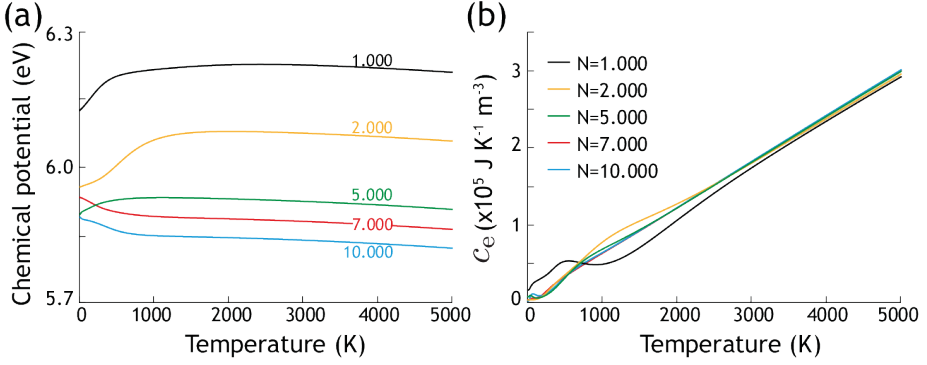 (a)
Chemical potential (eV)
6.3
6.0
5.7
1.000
2.000
5.000
7.000
10.000
0 1000 2000 3000 4000 5000
Temperature (K)
(b)
c_e (x10⁵ J K⁻¹ m⁻³)
3
2
1
0
N=1.000
N=2.000
N=5.000
N=7.000
N=10.000
0 1000 2000 3000 4000 5000
Temperature (K)